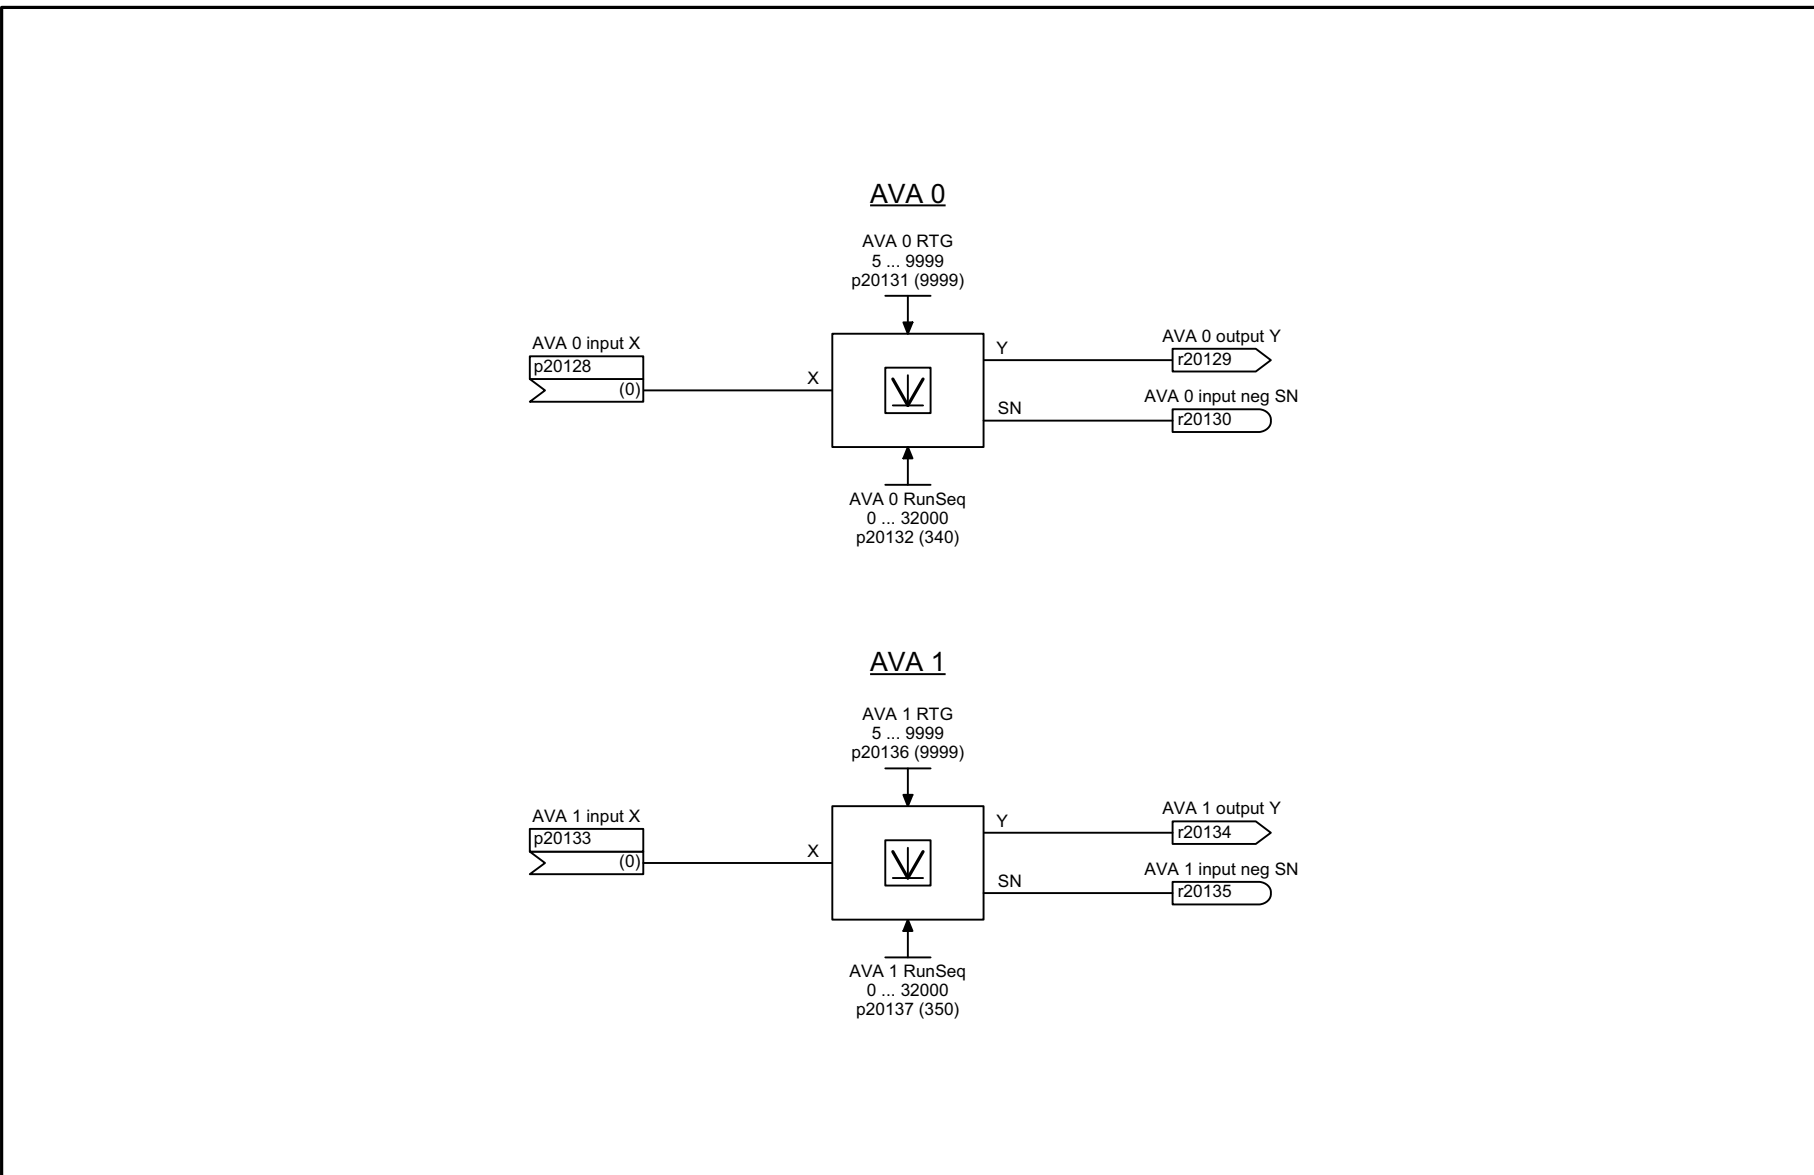 AVA 0
AVA 0 RTG
5 ... 9999
p20131 (9999)
AVA 0 input X
p20128
(0)
X
Y
SN
AVA 0 output Y
r20129
AVA 0 input neg SN
r20130
AVA 0 RunSeq
0 ... 32000
p20132 (340)
AVA 1
AVA 1 RTG
5 ... 9999
p20136 (9999)
AVA 1 input X
p20133
(0)
X
Y
SN
AVA 1 output Y
r20134
AVA 1 input neg SN
r20135
AVA 1 RunSeq
0 ... 32000
p20137 (350)